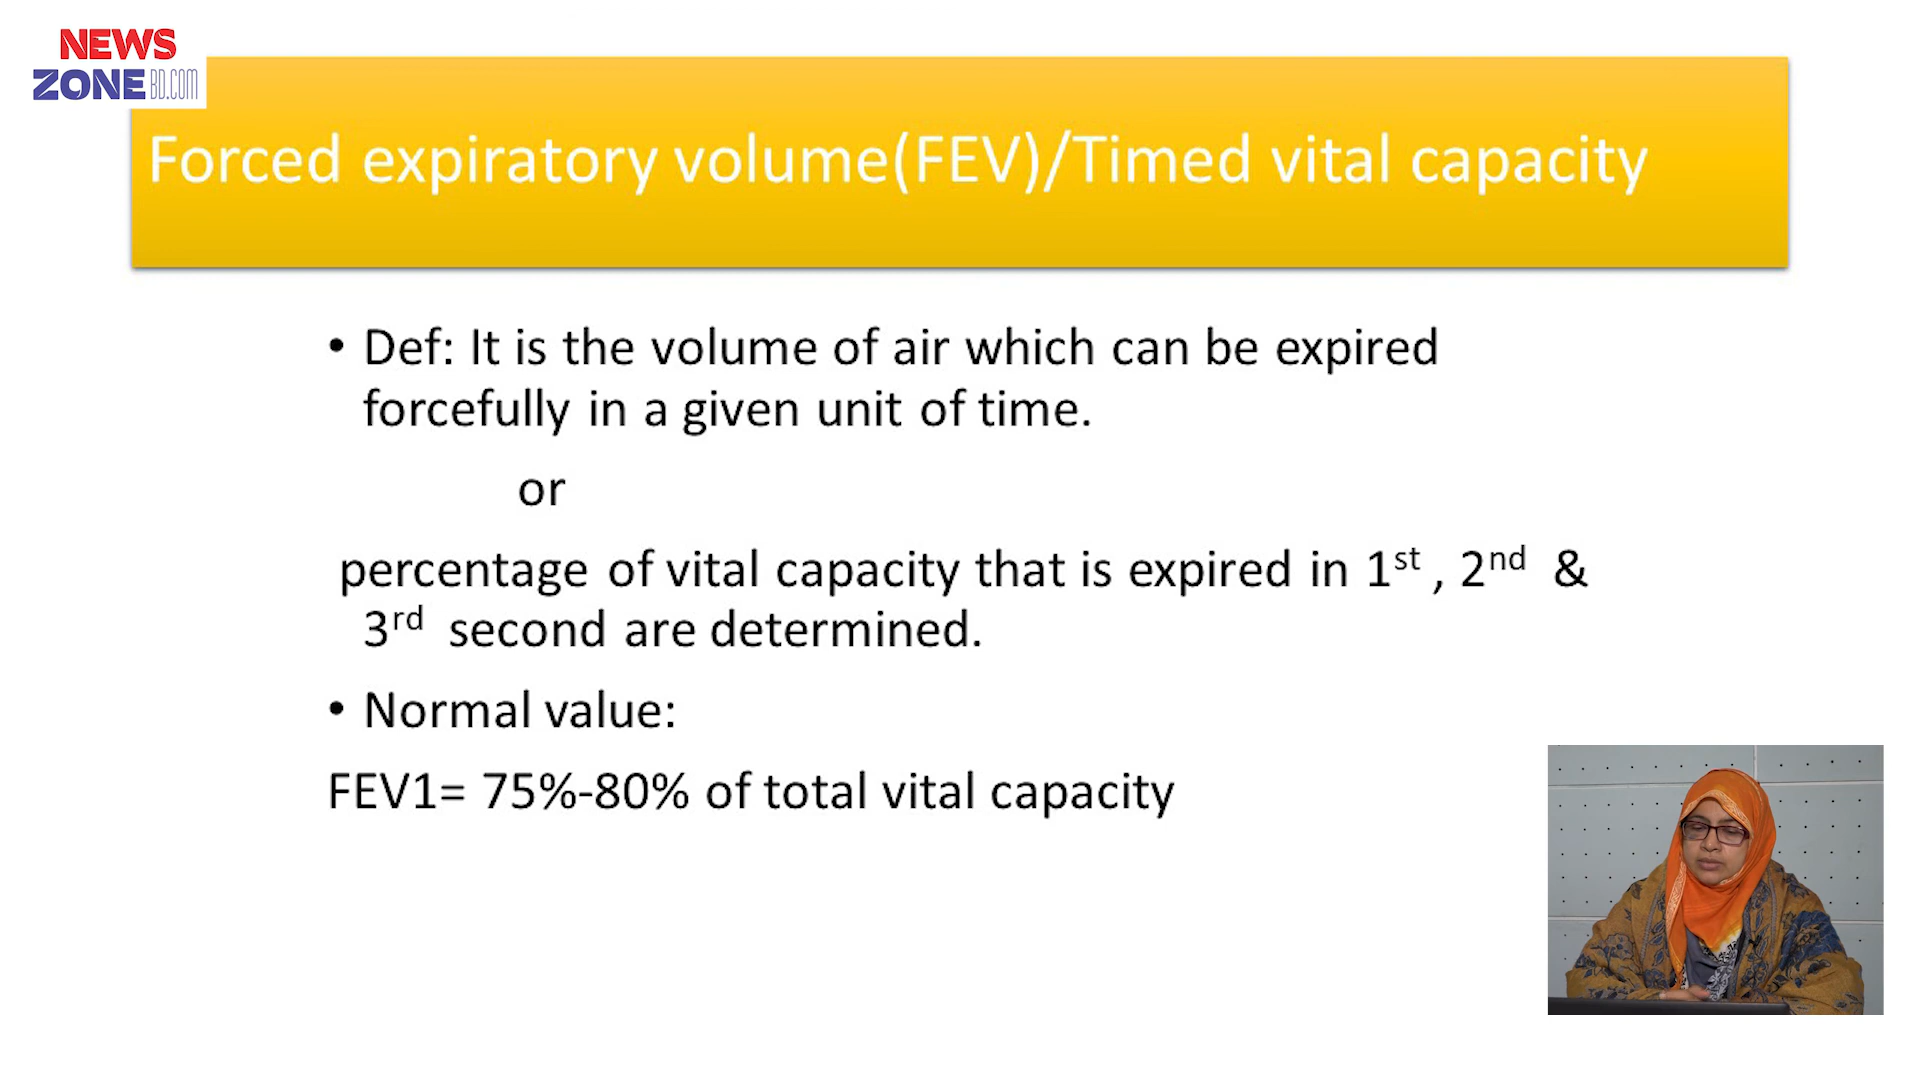 NEWS
ZONE BD.COM
Forced expiratory volume(FEV)/Timed vital capacity
• Def: It is the volume of air which can be expired
forcefully in a given unit of time.
or
percentage of vital capacity that is expired in 1st , 2nd &
3rd second are determined.
• Normal value:
FEV1= 75%-80% of total vital capacity